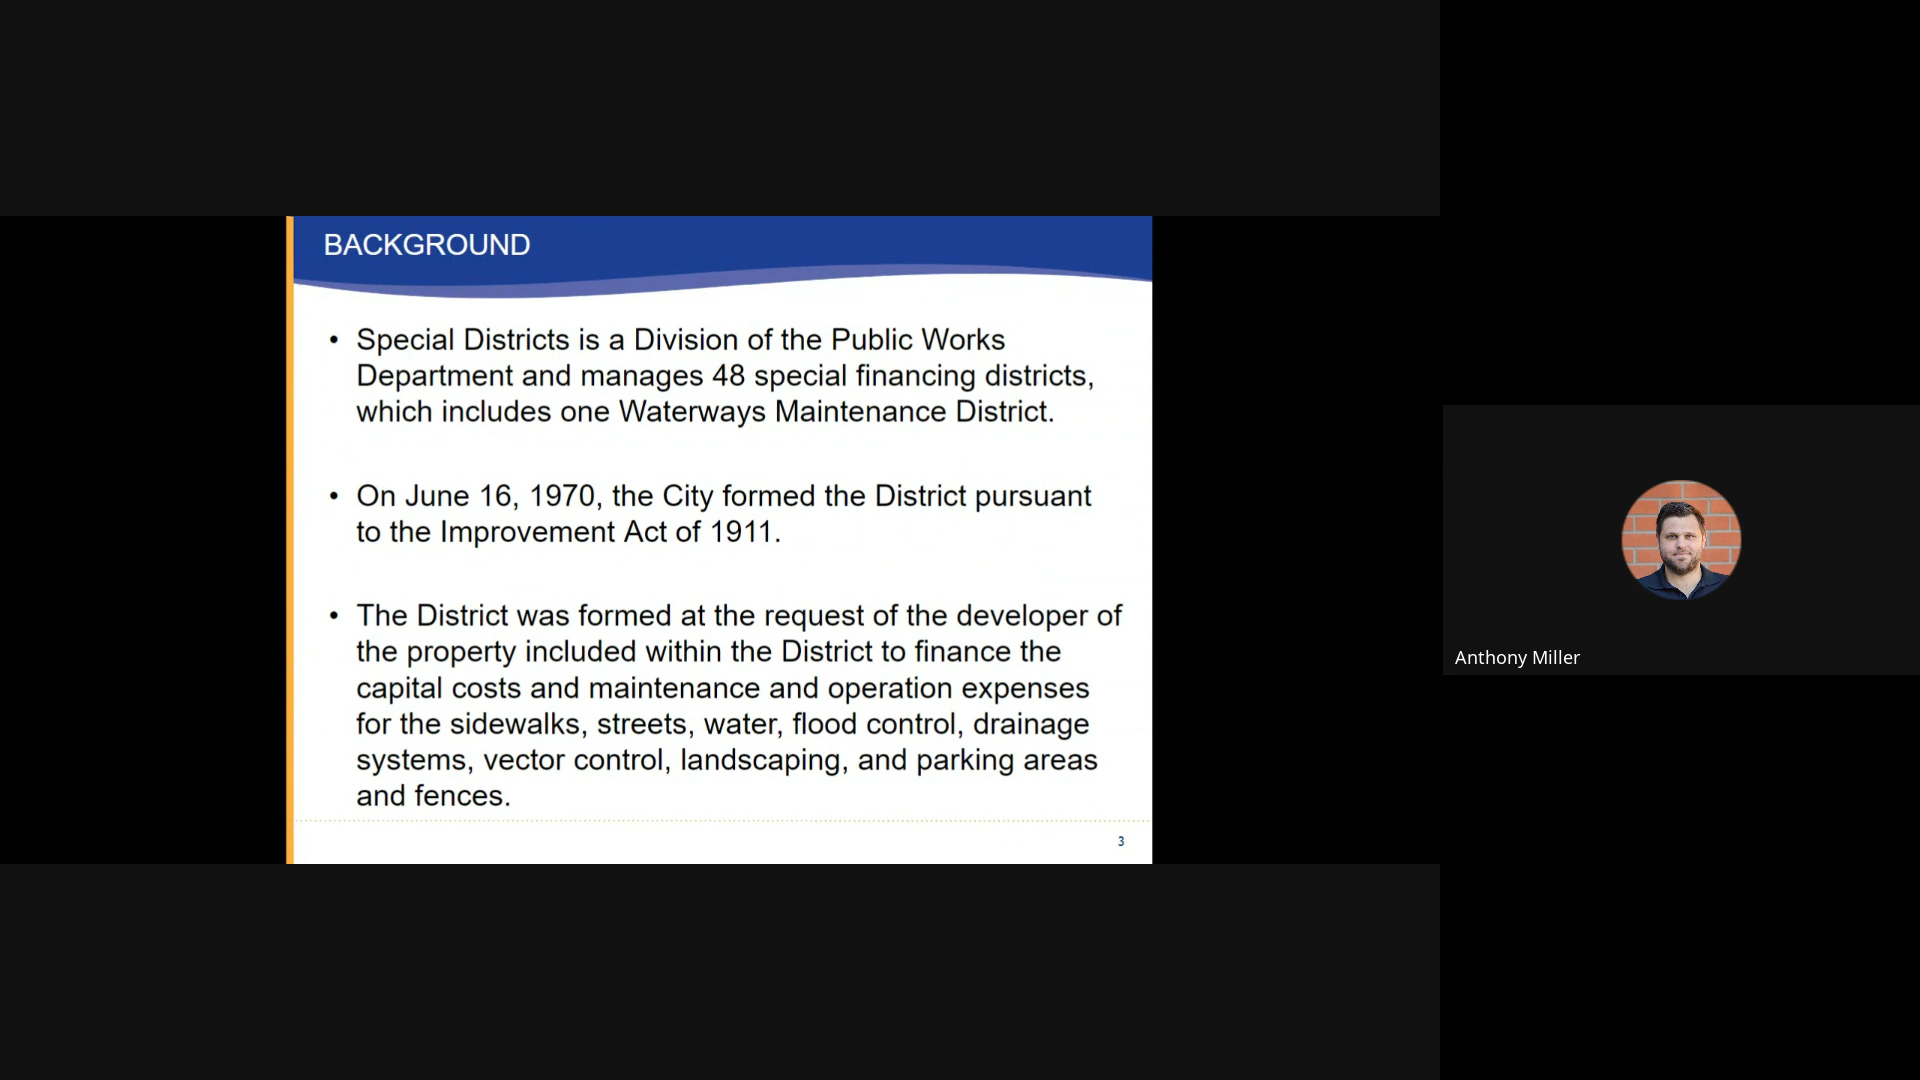 BACKGROUND
• Special Districts is a Division of the Public Works
Department and manages 48 special financing districts,
which includes one Waterways Maintenance District.
• On June 16, 1970, the City formed the District pursuant
to the Improvement Act of 1911.
• The District was formed at the request of the developer of
the property included within the District to finance the
capital costs and maintenance and operation expenses
for the sidewalks, streets, water, flood control, drainage
systems, vector control, landscaping, and parking areas
and fences.
3
Anthony Miller